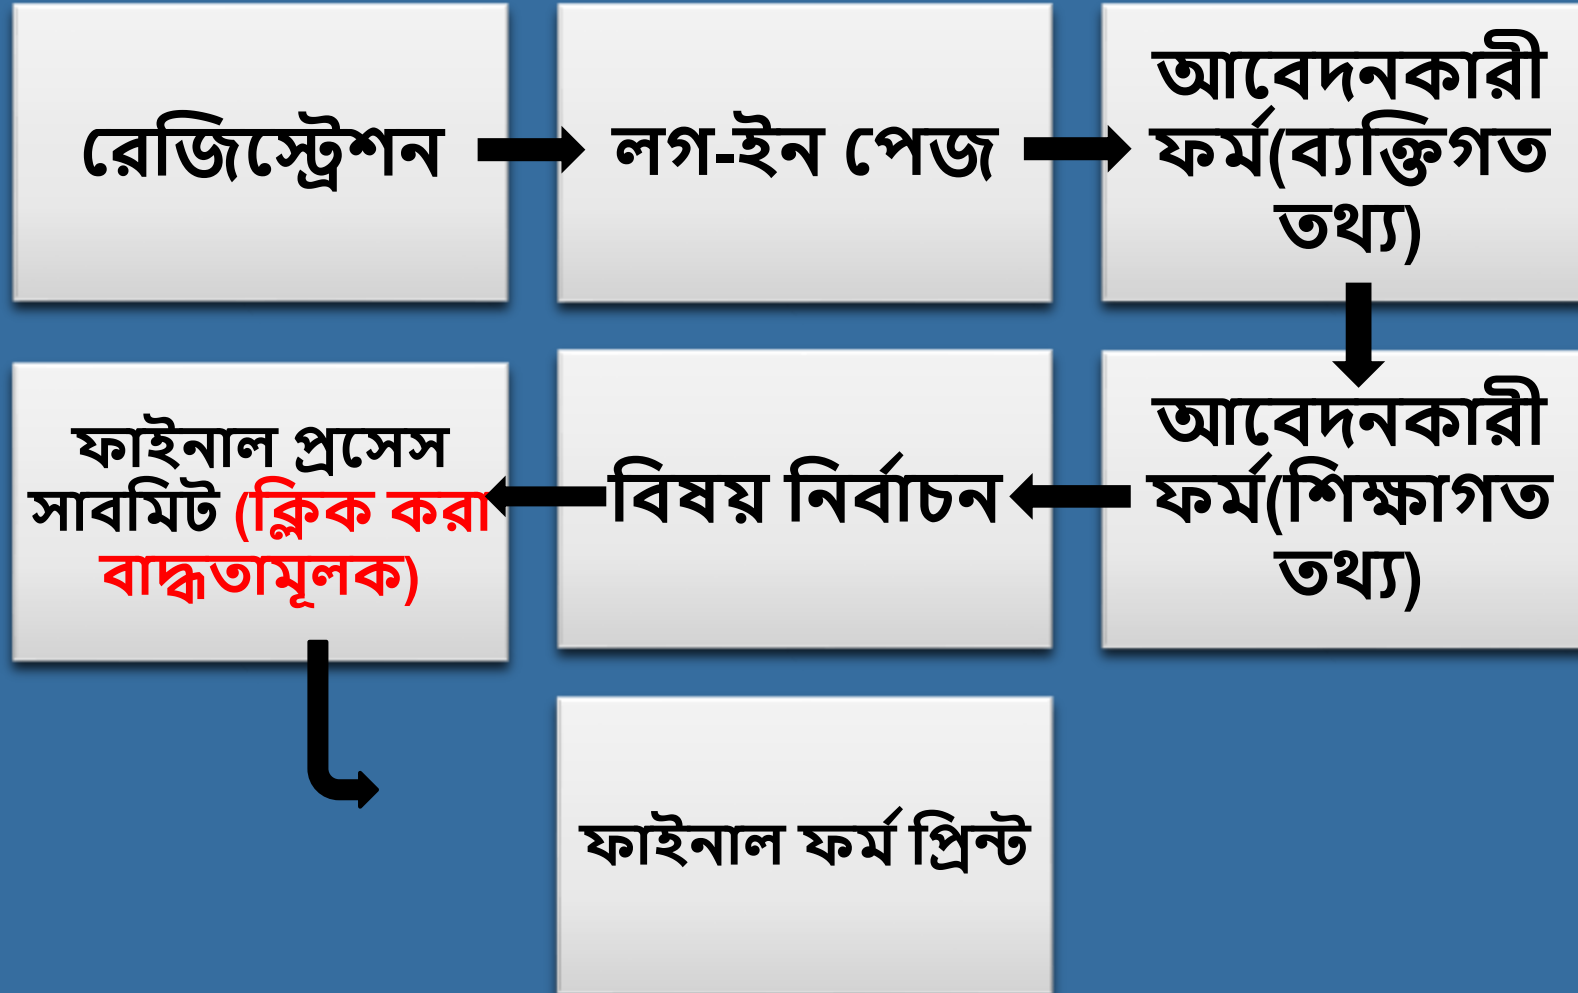 রেজিস্ট্রেশন
লগ-ইন পেজ
আবেদনকারী
ফর্ম(ব্যক্তিগত
তথ্য)
আবেদনকারী
ফর্ম(শিক্ষাগত
তথ্য)
বিষয় নির্বাচন
ফাইনাল প্রসেস
সাবমিট (ক্লিক করা
বাদ্ধতামূলক)
ফাইনাল ফর্ম প্রিন্ট